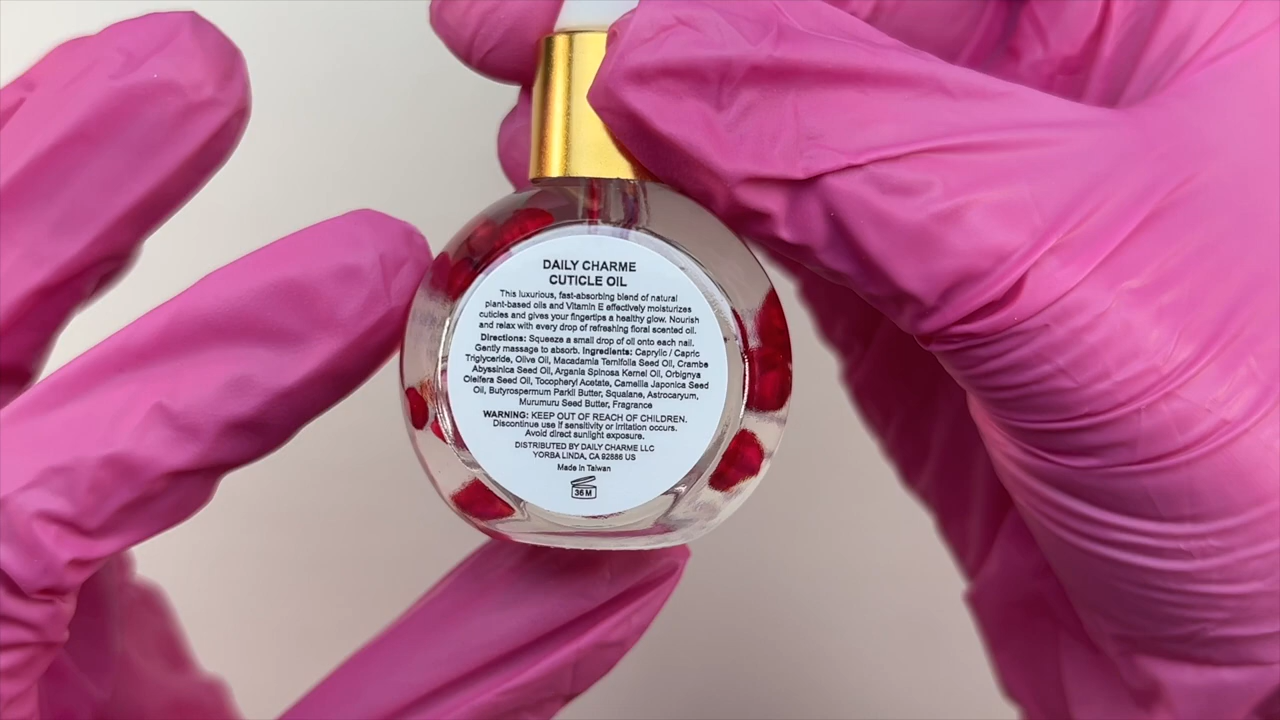 DAILY CHARME
CUTICLE OIL
This luxurious, fast-absorbing blend of natural
plant-based oils and Vitamin E effectively moisturizes
cuticles and gives your fingertips a healthy glow. Nourish
and relax with every drop of refreshing floral scented oil.
Directions: Squeeze a small drop of oil onto each nail.
Gently massage to absorb. Ingredients: Caprylic / Capric
Triglyceride, Olive Oil, Macadamia Ternifolia Seed Oil, Crambe
Abyssinica Seed Oil, Argania Spinosa Kernel Oil, Orbignya
Oleifera Seed Oil, Tocopheryl Acetate, Camellia Japonica Seed
Oil, Butyrospermum Parkii Butter, Squalane, Astrocaryum,
Murumuru Seed Butter, Fragrance
WARNING: KEEP OUT OF REACH OF CHILDREN.
Discontinue use if sensitivity or irritation occurs.
Avoid direct sunlight exposure.
DISTRIBUTED BY DAILY CHARME LLC
YORBA LINDA, CA 92886 US
Made in Taiwan
36 M